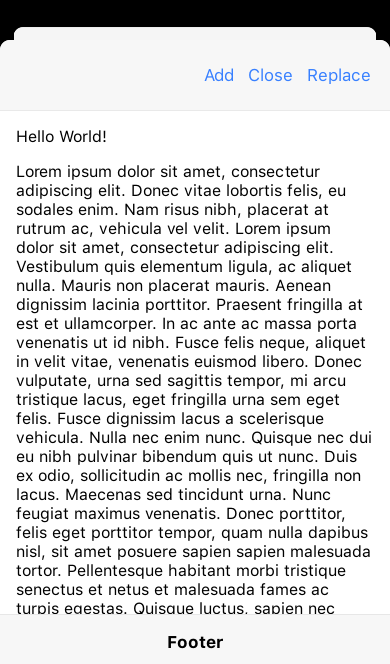 Add Close Replace
Hello World!
Lorem ipsum dolor sit amet, consectetur
adipiscing elit. Donec vitae lobortis felis, eu
sodales enim. Nam risus nibh, placerat at
rutrum ac, vehicula vel velit. Lorem ipsum
dolor sit amet, consectetur adipiscing elit.
Vestibulum quis elementum ligula, ac aliquet
nulla. Mauris non placerat mauris. Aenean
dignissim lacinia porttitor. Praesent fringilla at
est et ullamcorper. In ac ante ac massa porta
venenatis ut id nibh. Fusce felis neque, aliquet
in velit vitae, venenatis euismod libero. Donec
vulputate, urna sed sagittis tempor, mi arcu
tristique lacus, eget fringilla urna sem eget
felis. Fusce dignissim lacus a scelerisque
vehicula. Nulla nec enim nunc. Quisque nec dui
eu nibh pulvinar bibendum quis ut nunc. Duis
ex odio, sollicitudin ac mollis nec, fringilla non
lacus. Maecenas sed tincidunt urna. Nunc
feugiat maximus venenatis. Donec porttitor,
felis eget porttitor tempor, quam nulla dapibus
nisl, sit amet posuere sapien sapien malesuada
tortor. Pellentesque habitant morbi tristique
senectus et netus et malesuada fames ac
turpis egestas. Quisque luctus, sapien nec
Footer